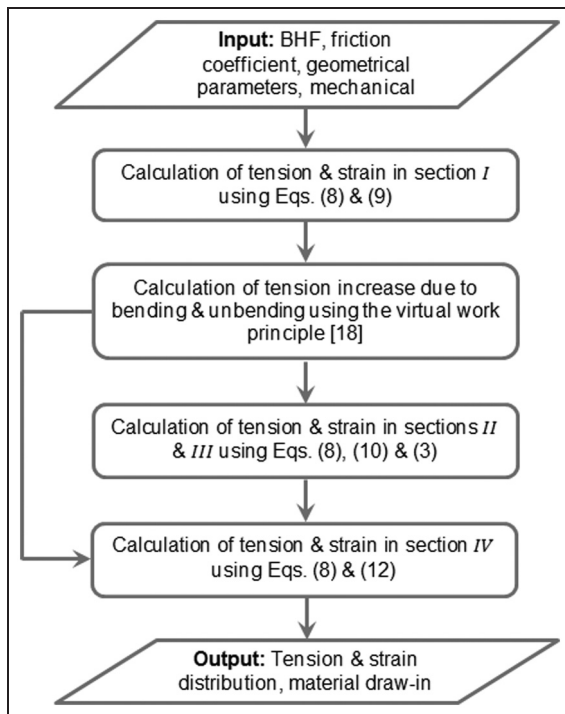 Input: BHF, friction
coefficient, geometrical
parameters, mechanical
Calculation of tension & strain in section I
using Eqs. (8) & (9)
Calculation of tension increase due to
bending & unbending using the virtual work
principle [18]
Calculation of tension & strain in sections II
& III using Eqs. (8), (10) & (3)
Calculation of tension & strain in section IV
using Eqs. (8) & (12)
Output: Tension & strain
distribution, material draw-in